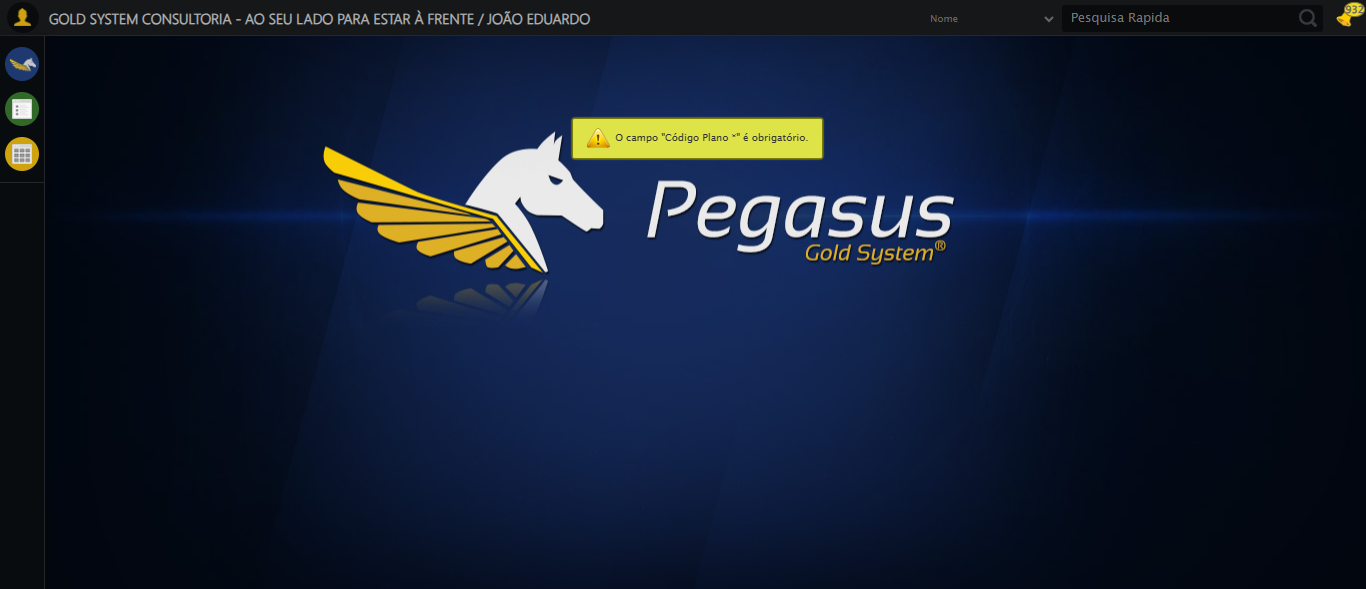 GOLD SYSTEM CONSULTORIA - AO SEU LADO PARA ESTAR À FRENTE / JOÃO EDUARDO
Nome
Pesquisa Rapida
932
O campo "Código Plano *" é obrigatório.
Pegasus
Gold System®